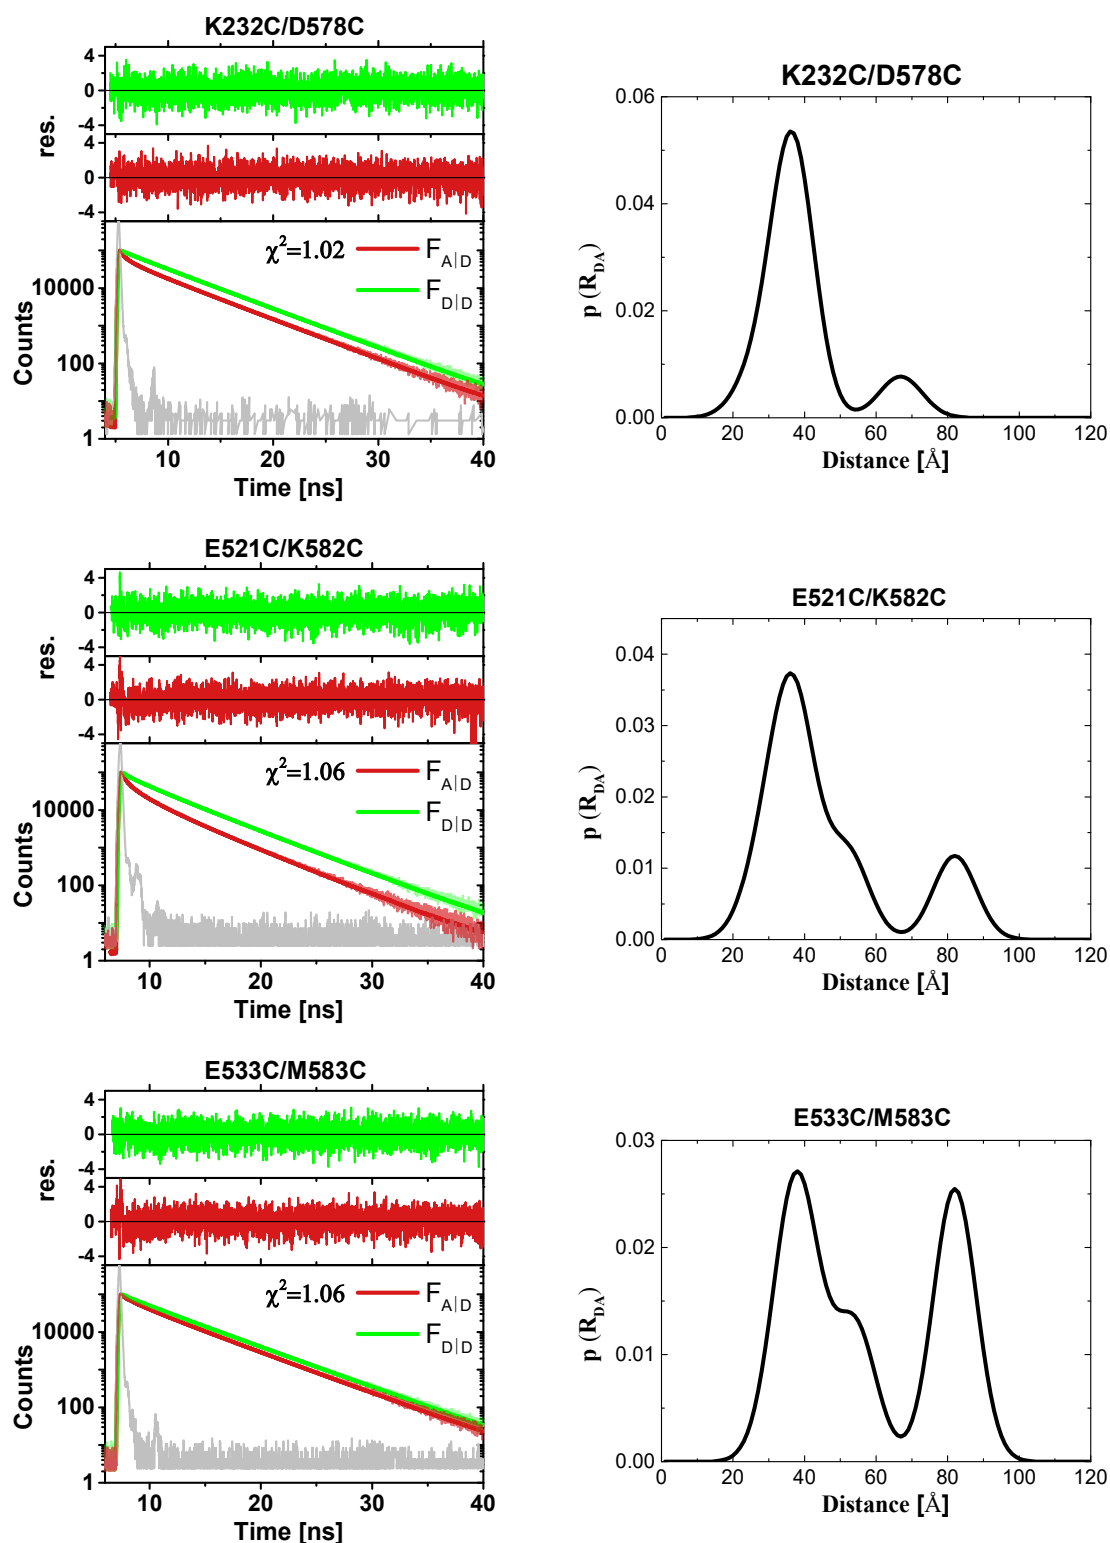 K232C/D578C
4
0
-4
4
0
-4
res.
χ²=1.02
F_A|D
F_D|D
10000
100
1
Counts
10 20 30 40
Time [ns]
K232C/D578C
0.06
0.04
0.02
0.00
p (R_DA)
0 20 40 60 80 100 120
Distance [Å]
E521C/K582C
4
0
-4
4
0
-4
res.
χ²=1.06
F_A|D
F_D|D
10000
100
1
Counts
10 20 30 40
Time [ns]
E521C/K582C
0.04
0.03
0.02
0.01
0.00
p (R_DA)
0 20 40 60 80 100 120
Distance [Å]
E533C/M583C
4
0
-4
4
0
-4
res.
χ²=1.06
F_A|D
F_D|D
10000
100
1
Counts
10 20 30 40
Time [ns]
E533C/M583C
0.03
0.02
0.01
0.00
p (R_DA)
0 20 40 60 80 100 120
Distance [Å]